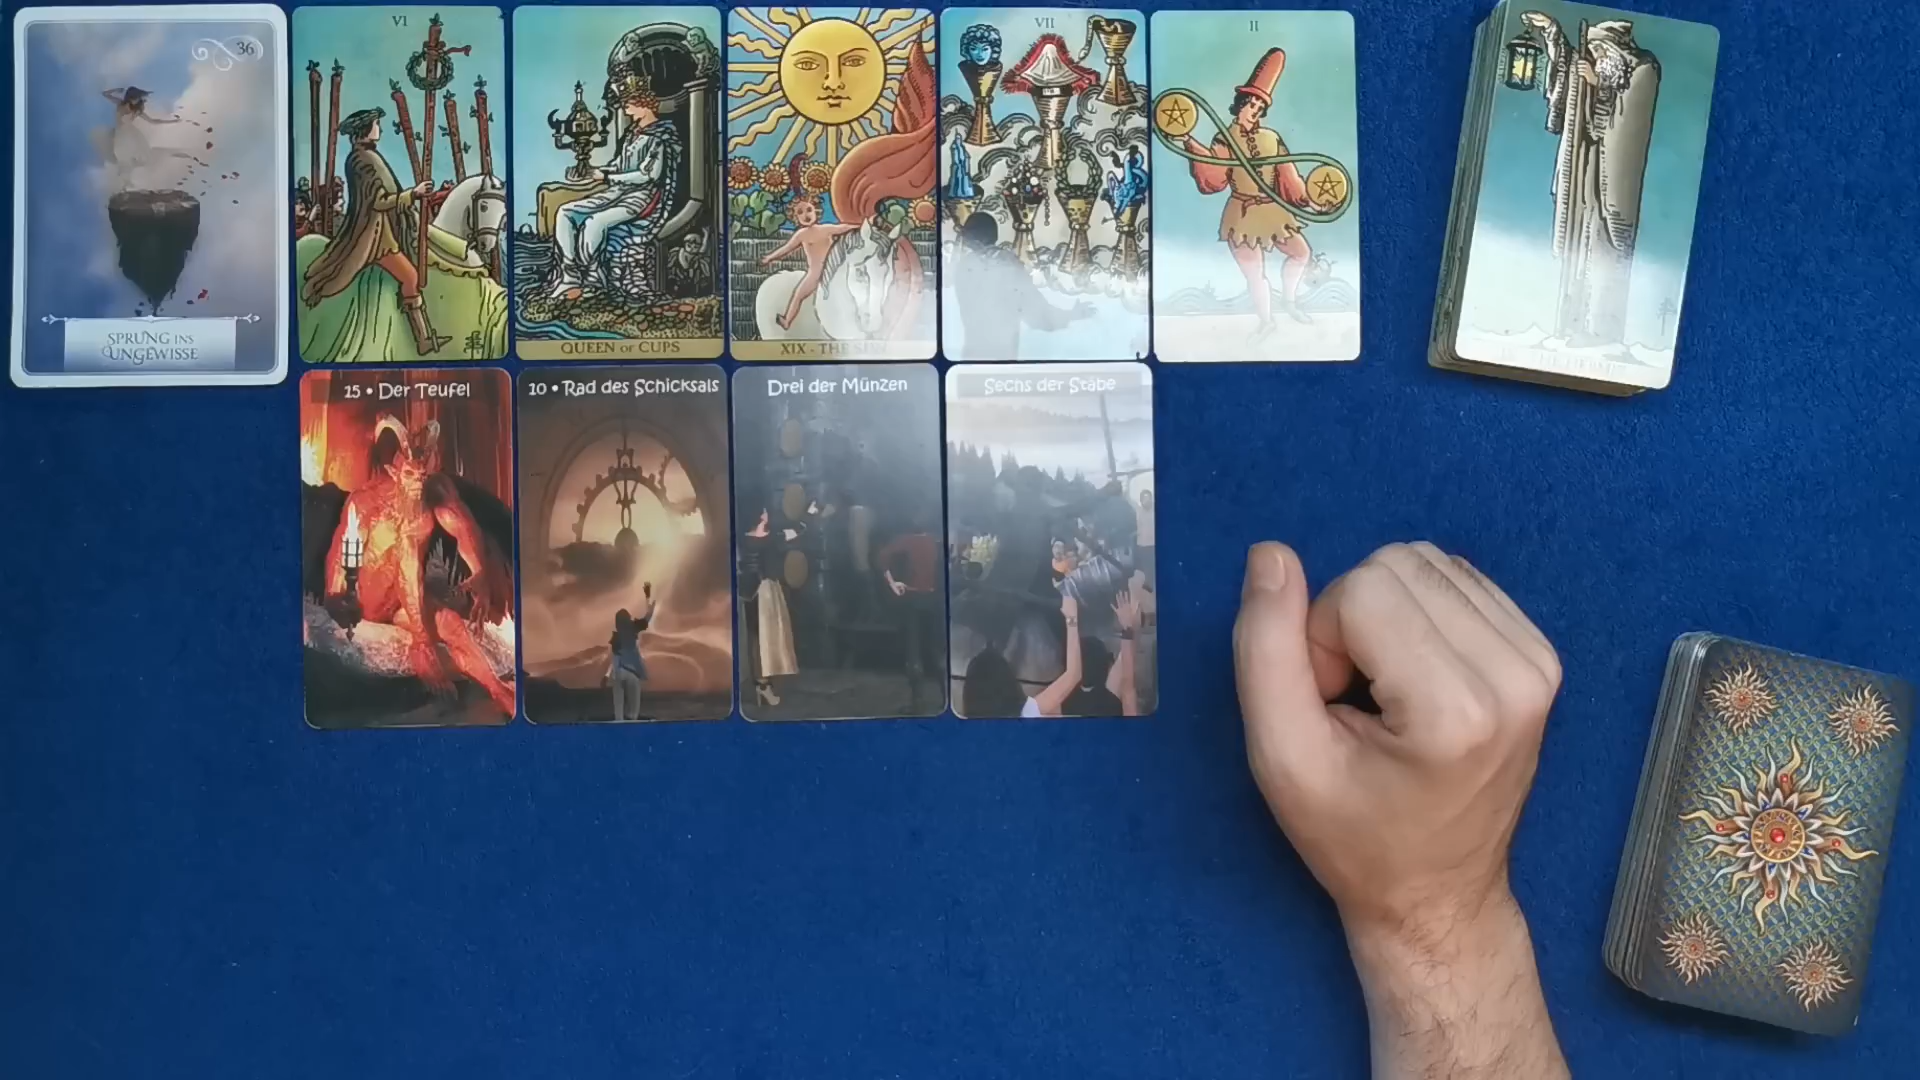 36
SPRUNG INS
UNGEWISSE
VI
QUEEN OF CUPS
XIX • THE SUN
VII
II
15 • Der Teufel
10 • Rad des Schicksals
Drei der Münzen
Sechs der Stäbe